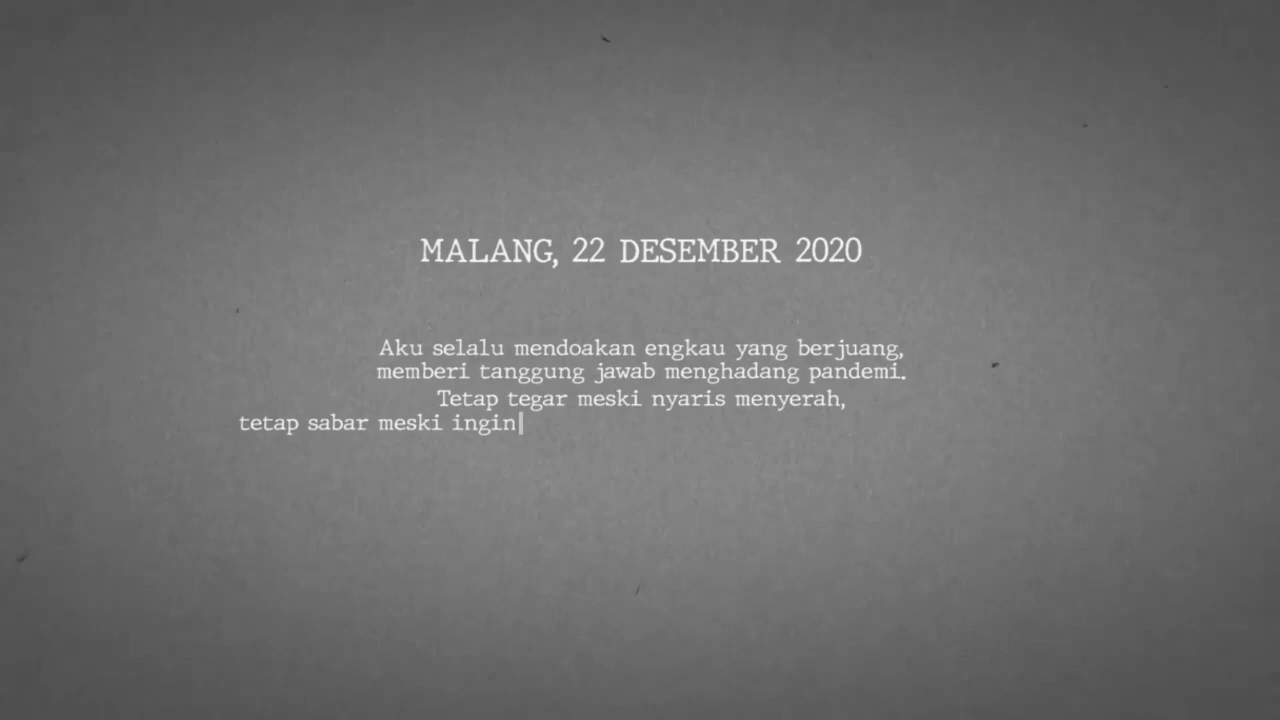 MALANG, 22 DESEMBER 2020
Aku selalu mendoakan engkau yang berjuang,
memberi tanggung jawab menghadang pandemi.
Tetap tegar meski nyaris menyerah,
tetap sabar meski ingin